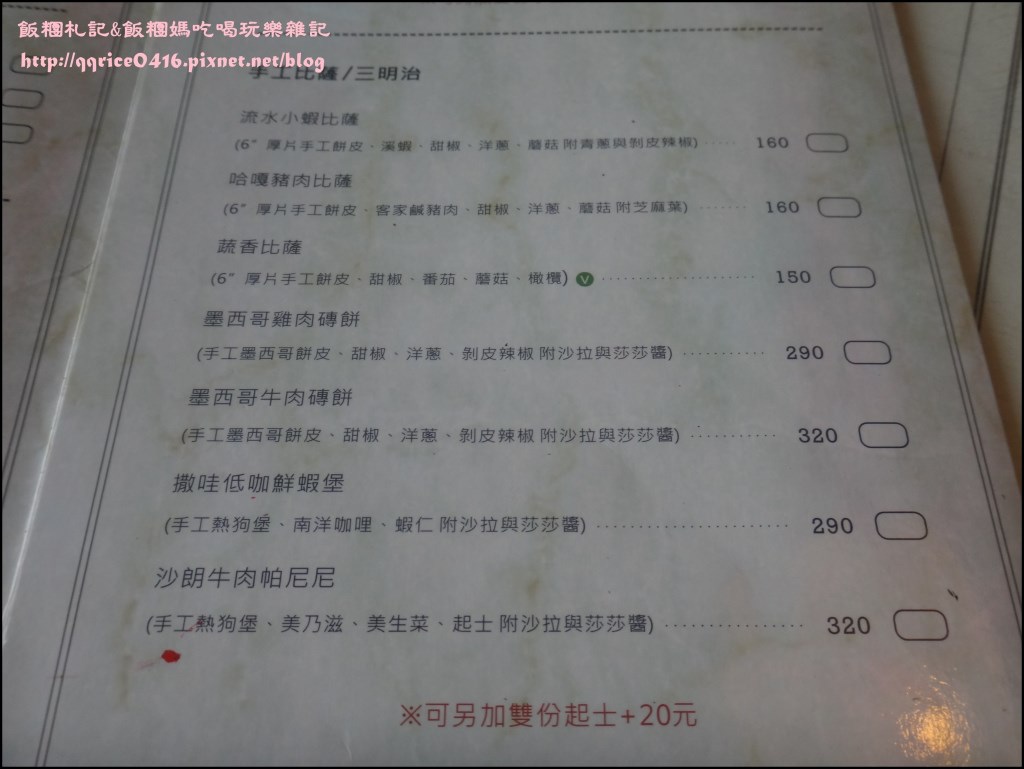 飯糰札記&飯糰媽吃喝玩樂雜記
http://qqrice0416.pixnet.net/blog
手工比薩/三明治
流水小蝦比薩
(6" 厚片手工餅皮、溪蝦、甜椒、洋蔥、蘑菇 附青蔥與剝皮辣椒) 160
哈嘎豬肉比薩
(6" 厚片手工餅皮、客家鹹豬肉、甜椒、洋蔥、蘑菇 附芝麻葉) 160
蔬香比薩
(6" 厚片手工餅皮、甜椒、番茄、蘑菇、橄欖) V 150
墨西哥雞肉磚餅
(手工墨西哥餅皮、甜椒、洋蔥、剝皮辣椒 附沙拉與莎莎醬) 290
墨西哥牛肉磚餅
(手工墨西哥餅皮、甜椒、洋蔥、剝皮辣椒 附沙拉與莎莎醬) 320
撒哇低咖鮮蝦堡
(手工熱狗堡、南洋咖哩、蝦仁 附沙拉與莎莎醬) 290
沙朗牛肉帕尼尼
(手工熱狗堡、美乃滋、美生菜、起士 附沙拉與莎莎醬) 320
※可另加雙份起士+20元